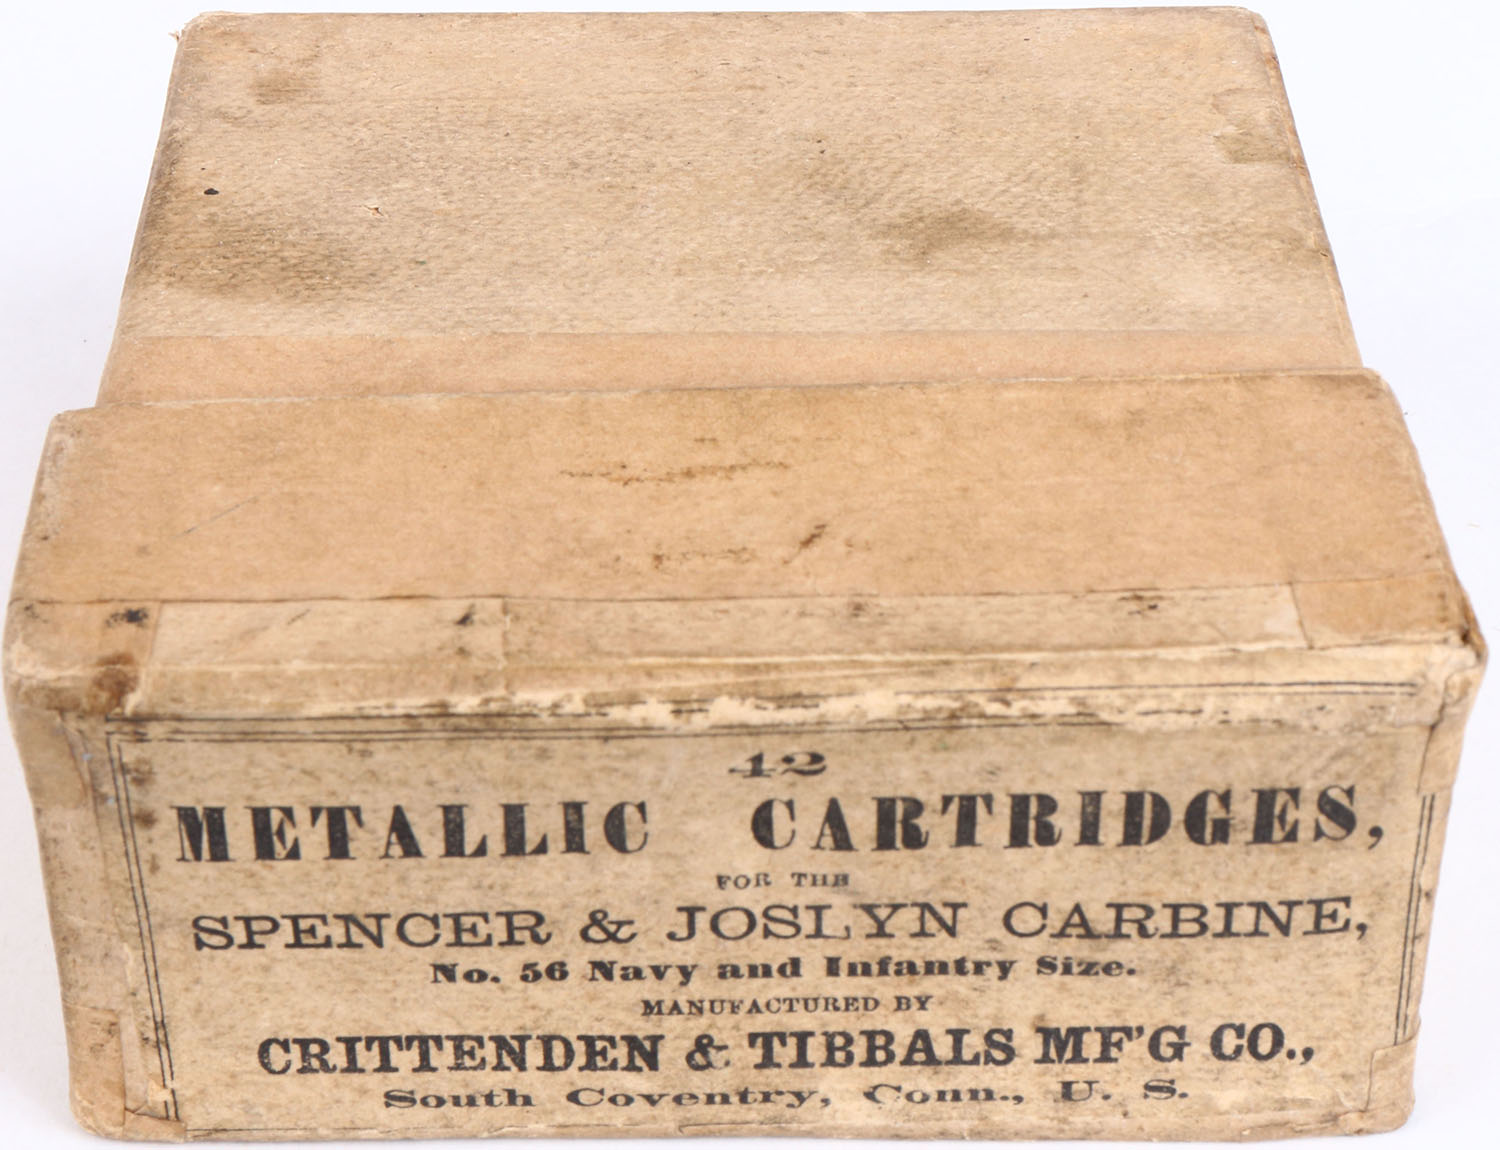 42
METALLIC CARTRIDGES,
FOR THE
SPENCER & JOSLYN CARBINE,
No. 56 Navy and Infantry Size.
MANUFACTURED BY
CRITTENDEN & TIBBALS MF'G CO.,
South Coventry, Conn., U. S.